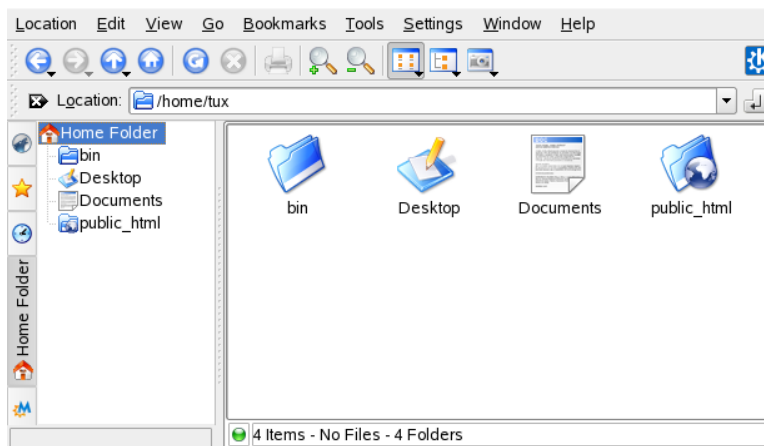 Location Edit View Go Bookmarks Tools Settings Window Help
Location: /home/tux
Home Folder
bin
Desktop
Documents
public_html
Home Folder
bin Desktop Documents public_html
4 Items - No Files - 4 Folders